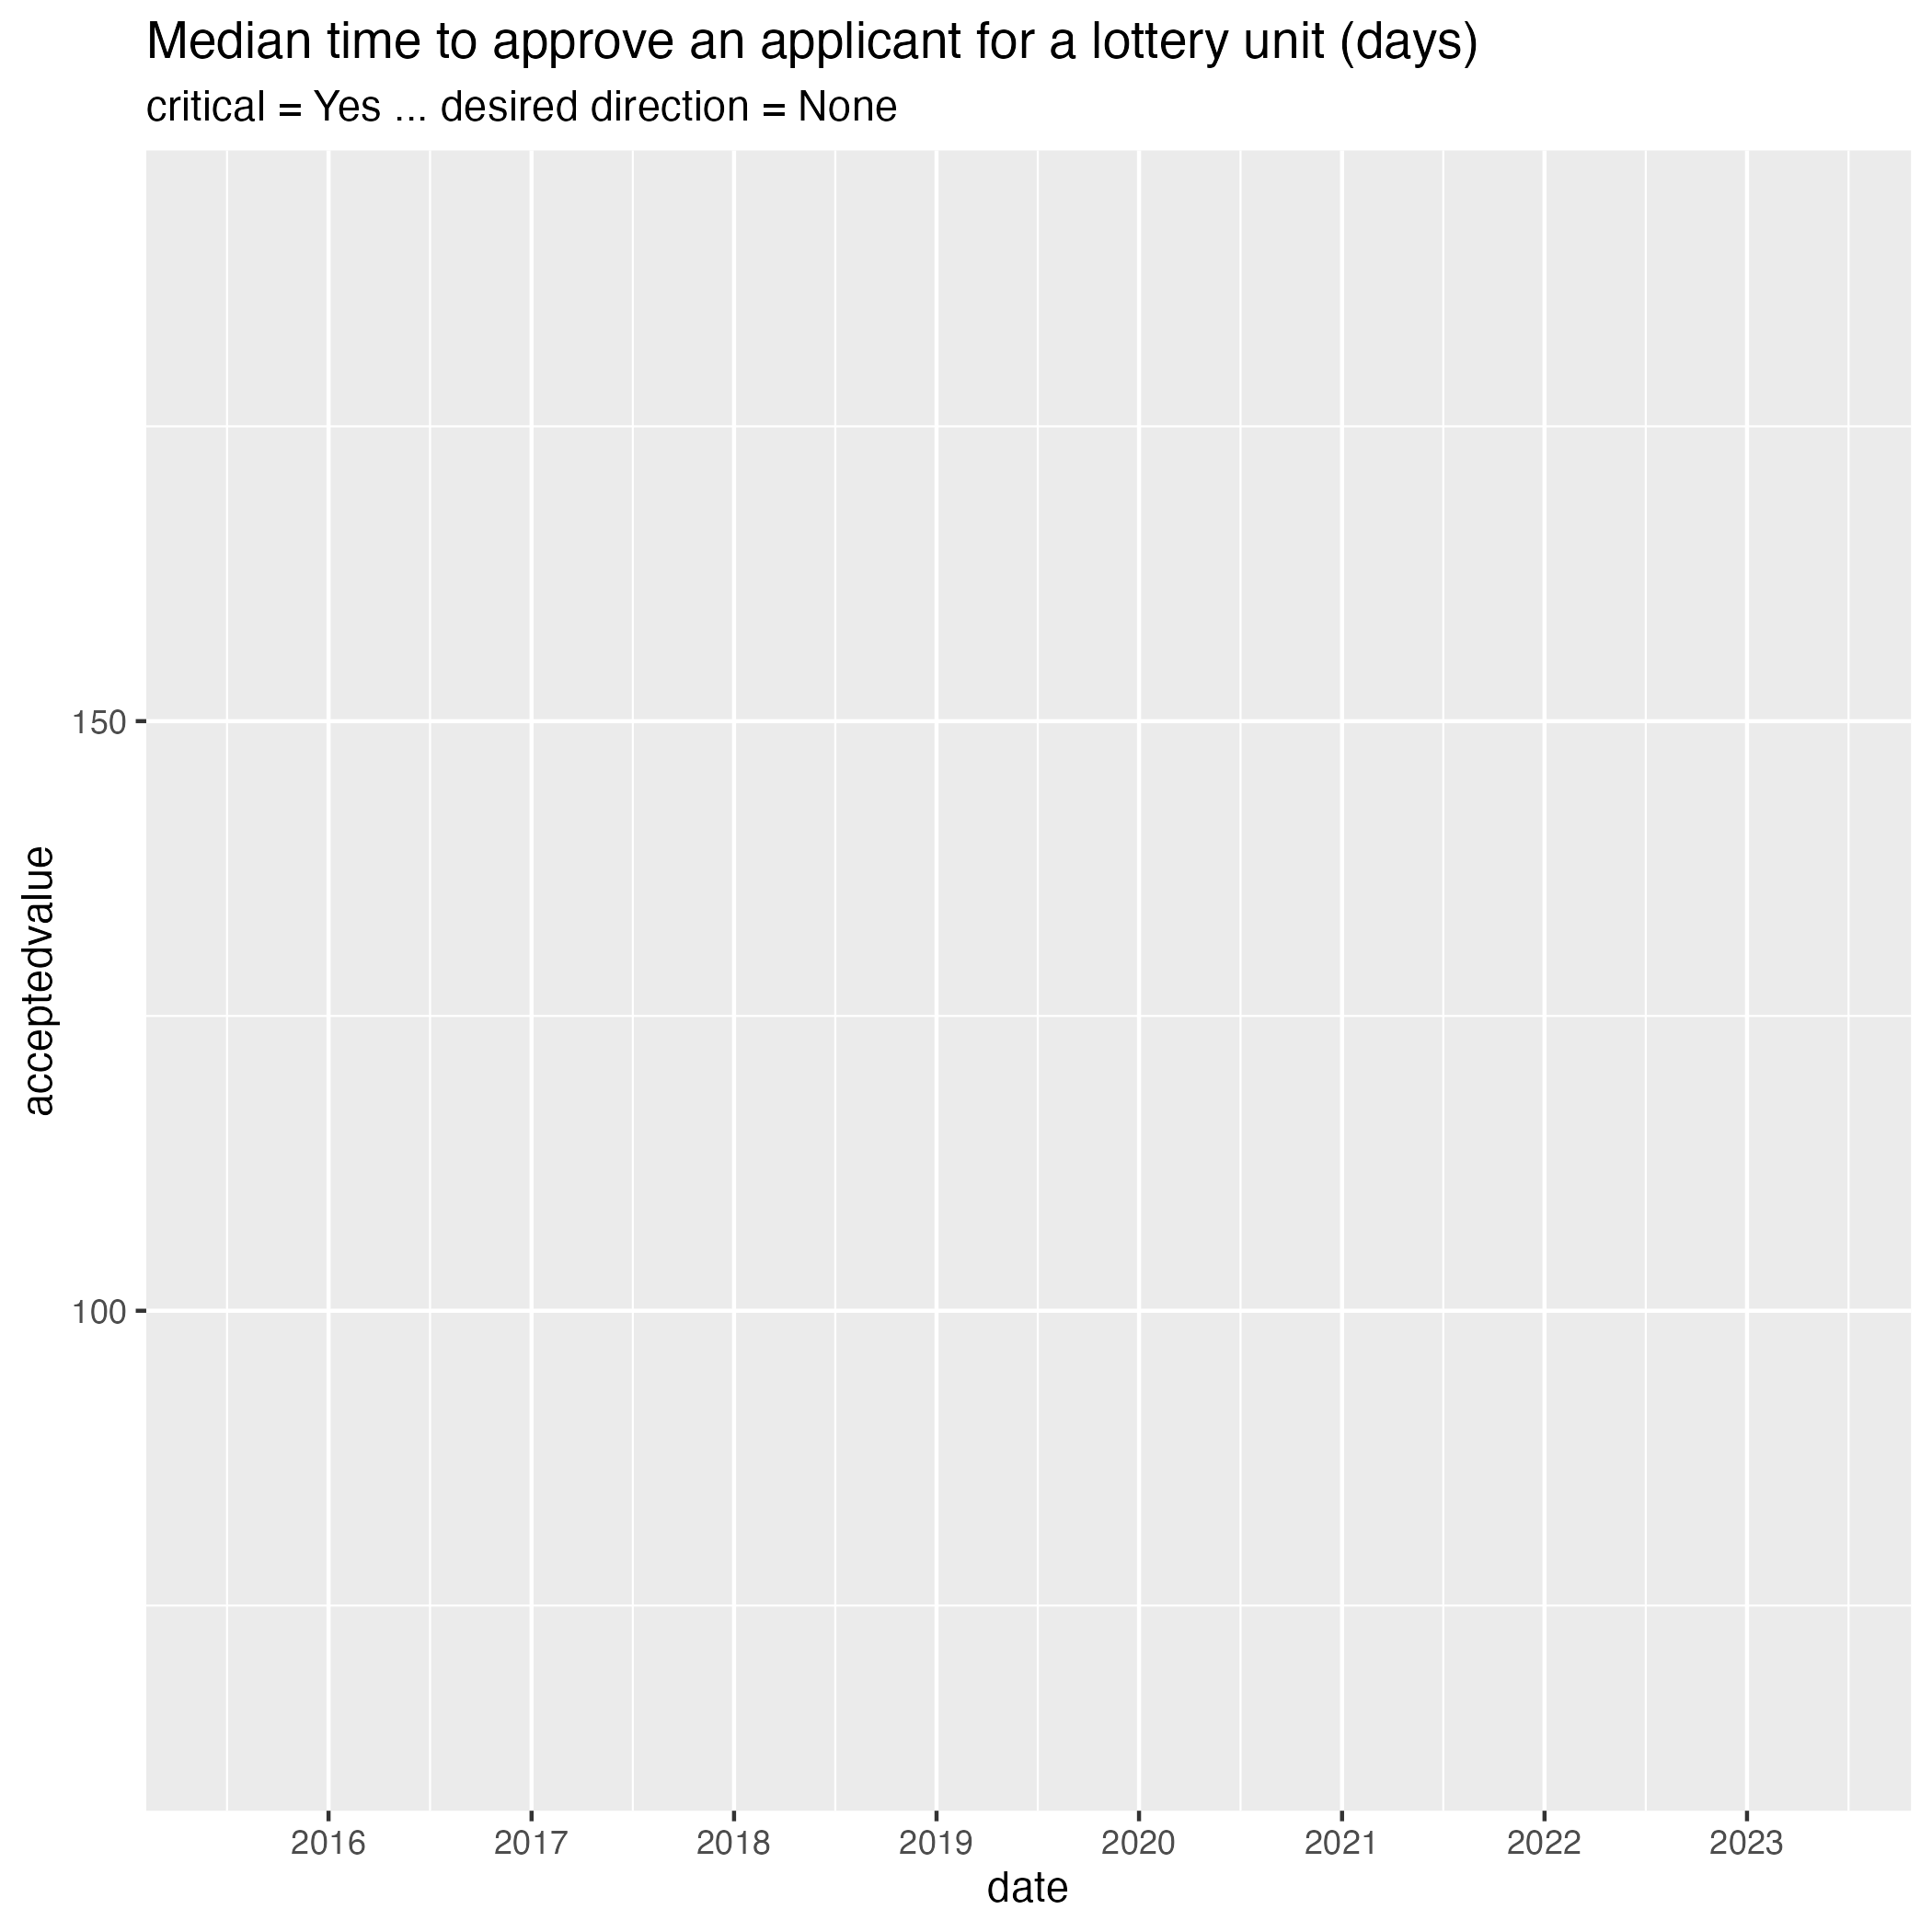 Median time to approve an applicant for a lottery unit (days)
critical = Yes ... desired direction = None
150
100
acceptedvalue
2016 2017 2018 2019 2020 2021 2022 2023
date